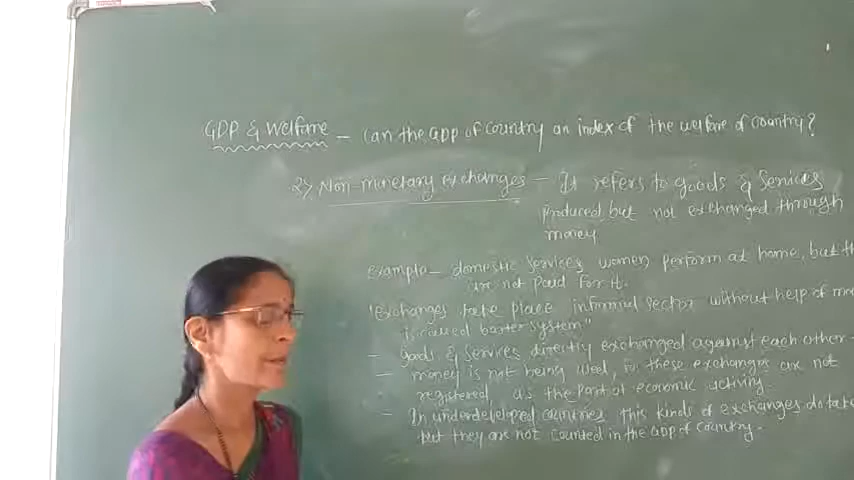 GDP & Welfare - Can the GDP of country an index of the welfare of country?
2) Non-monetary exchanges - It refers to goods & services
produced but not exchanged through
money
example - domestic services women perform at home, but th
are not paid for it.
"exchanges take place informal sector without help of mo
is called barter system"
- goods & services directly exchanged against each other.
- money is not being used, these exchanges are not
registered as the part of economic activity.
- In underdeveloped countries this kinds of exchanges do ta
but they are not counted in the GDP of country.